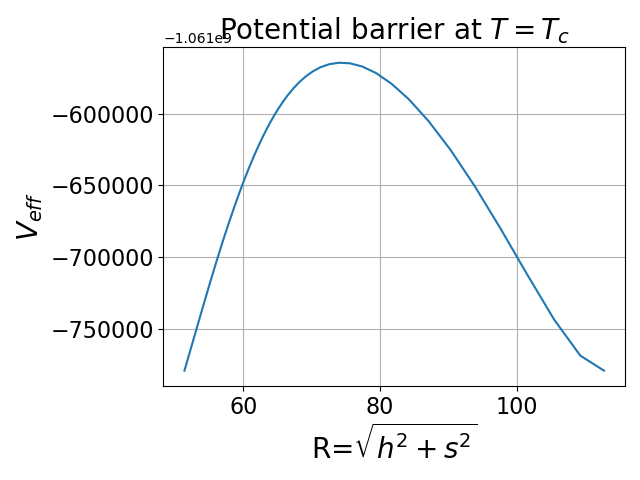 Potential barrier at $T = T_c$
−1.061e9
−600000
−650000
−700000
−750000
$V_{eff}$
60 80 100
R=$\sqrt{h^2 + s^2}$